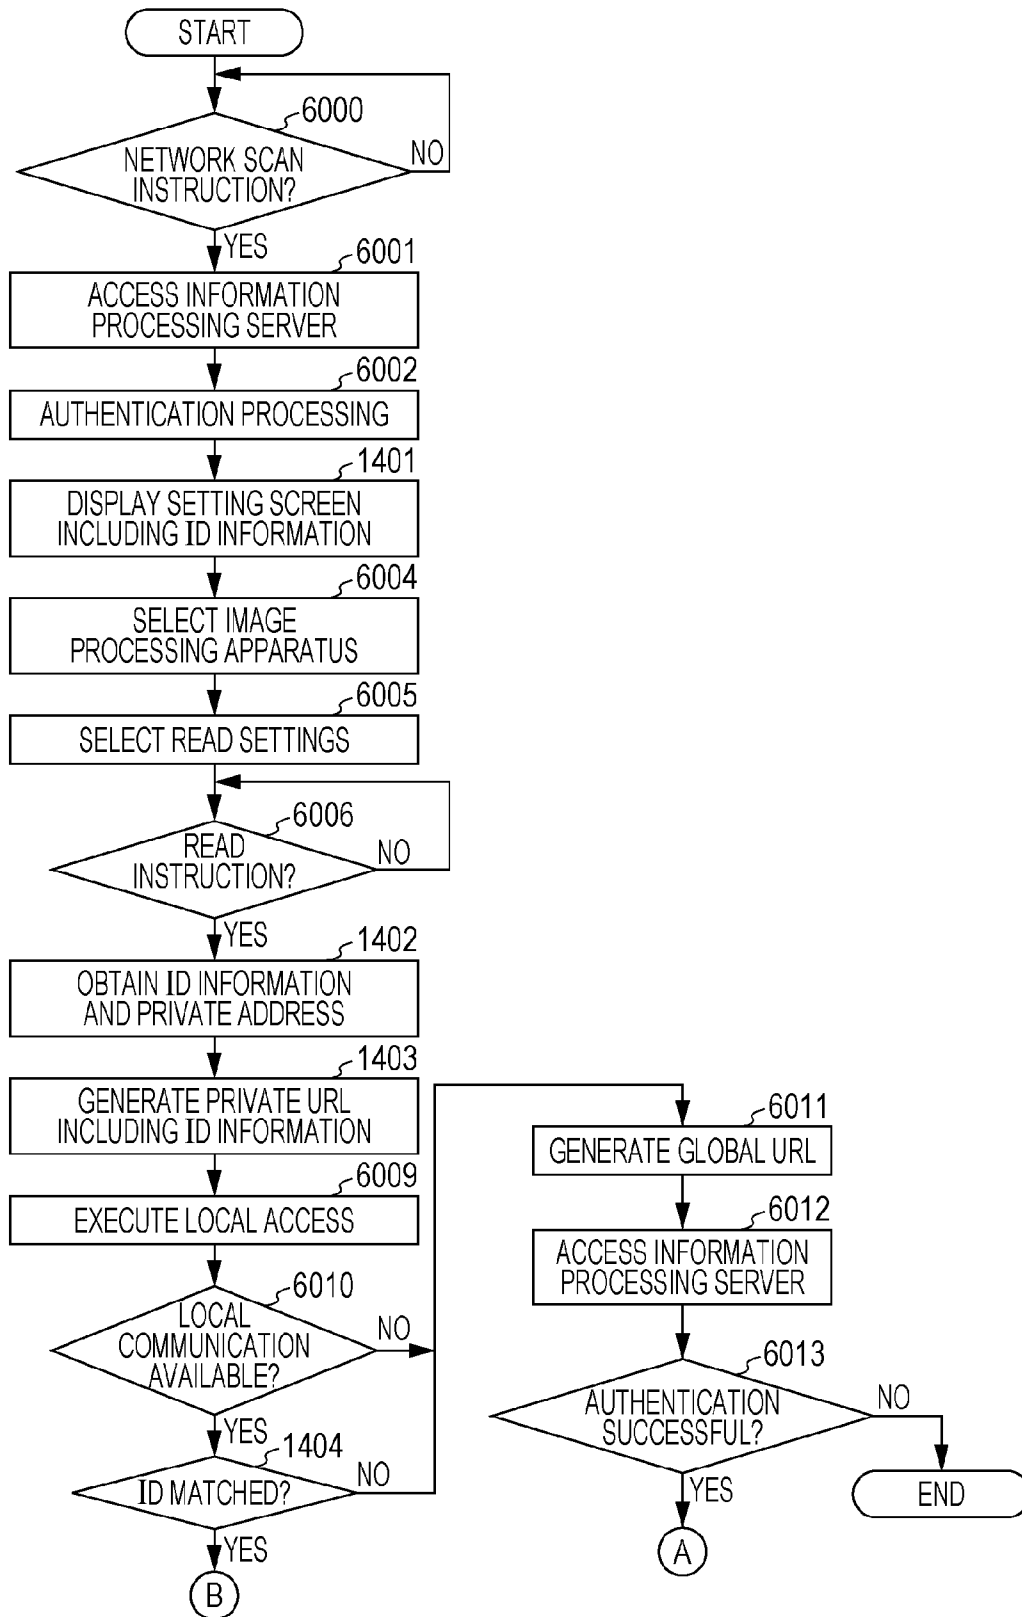 START
6000
NETWORK SCAN
INSTRUCTION?
NO
YES
6001
ACCESS INFORMATION
PROCESSING SERVER
6002
AUTHENTICATION PROCESSING
1401
DISPLAY SETTING SCREEN
INCLUDING ID INFORMATION
6004
SELECT IMAGE
PROCESSING APPARATUS
6005
SELECT READ SETTINGS
6006
READ
INSTRUCTION?
NO
YES
1402
OBTAIN ID INFORMATION
AND PRIVATE ADDRESS
1403
GENERATE PRIVATE URL
INCLUDING ID INFORMATION
6009
EXECUTE LOCAL ACCESS
6010
LOCAL
COMMUNICATION
AVAILABLE?
NO
YES
1404
ID MATCHED?
NO
YES
B
6011
GENERATE GLOBAL URL
6012
ACCESS INFORMATION
PROCESSING SERVER
6013
AUTHENTICATION
SUCCESSFUL?
NO
YES
END
A